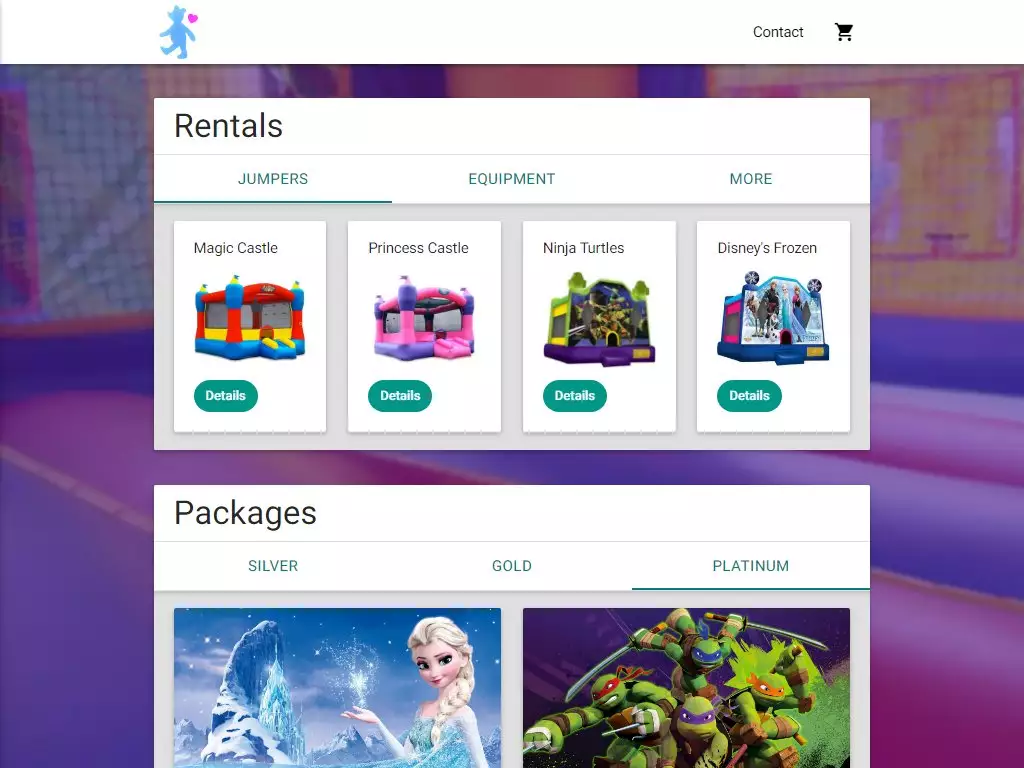 Contact
Rentals
JUMPERS EQUIPMENT MORE
Magic Castle Princess Castle Ninja Turtles Disney's Frozen
Details Details Details Details
Packages
SILVER GOLD PLATINUM